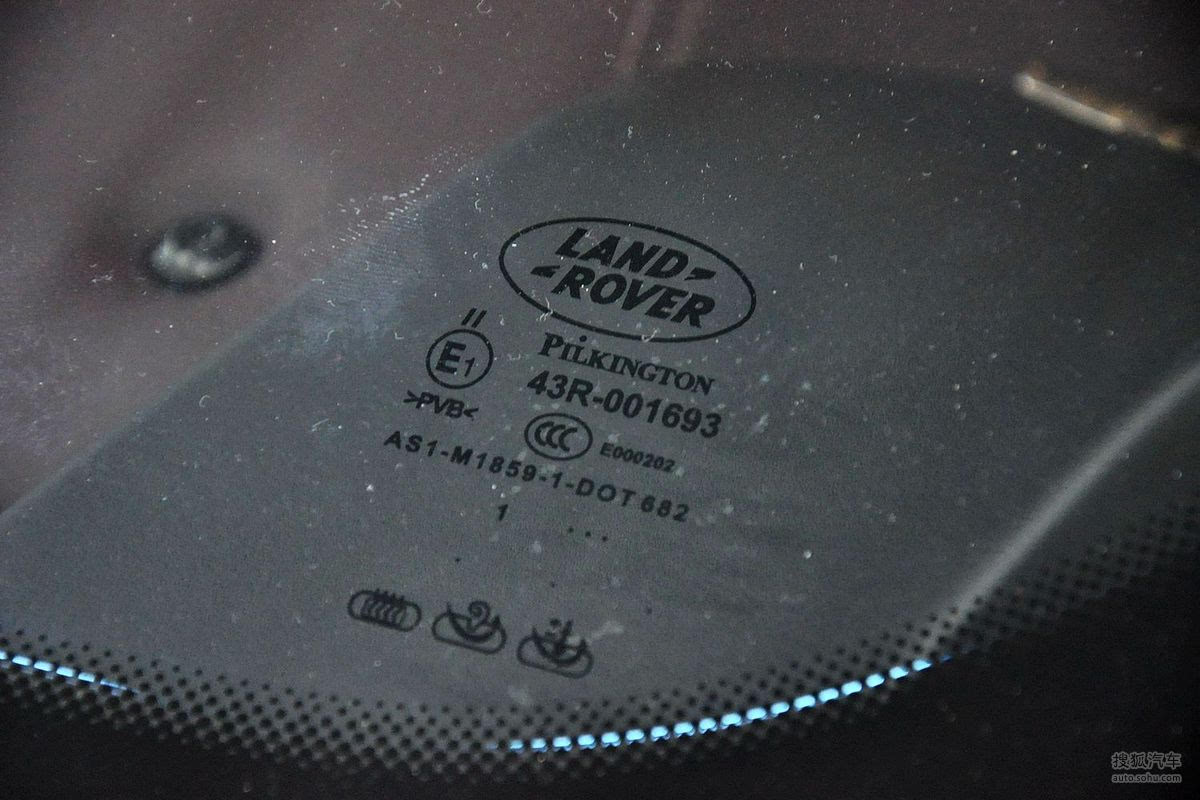 LAND
ROVER
PILKINGTON
II
E1
43R-001693
>PVB<
CCC
E000202
AS1-M1859-1-DOT 682
1 ...
搜狐汽车
auto.sohu.com